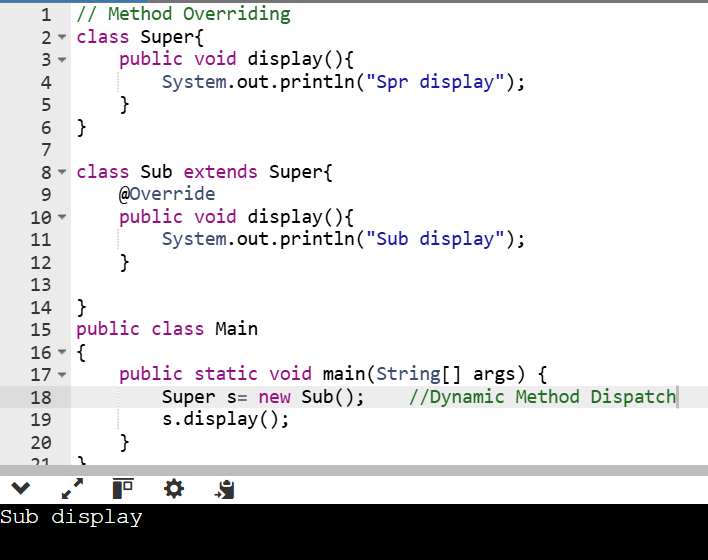 1 // Method Overriding
2 class Super{
3     public void display(){
4         System.out.println("Spr display");
5     }
6 }
7
8 class Sub extends Super{
9     @Override
10     public void display(){
11         System.out.println("Sub display");
12     }
13
14 }
15 public class Main
16 {
17     public static void main(String[] args) {
18         Super s= new Sub();    //Dynamic Method Dispatch
19         s.display();
20     }
21 }
Sub display